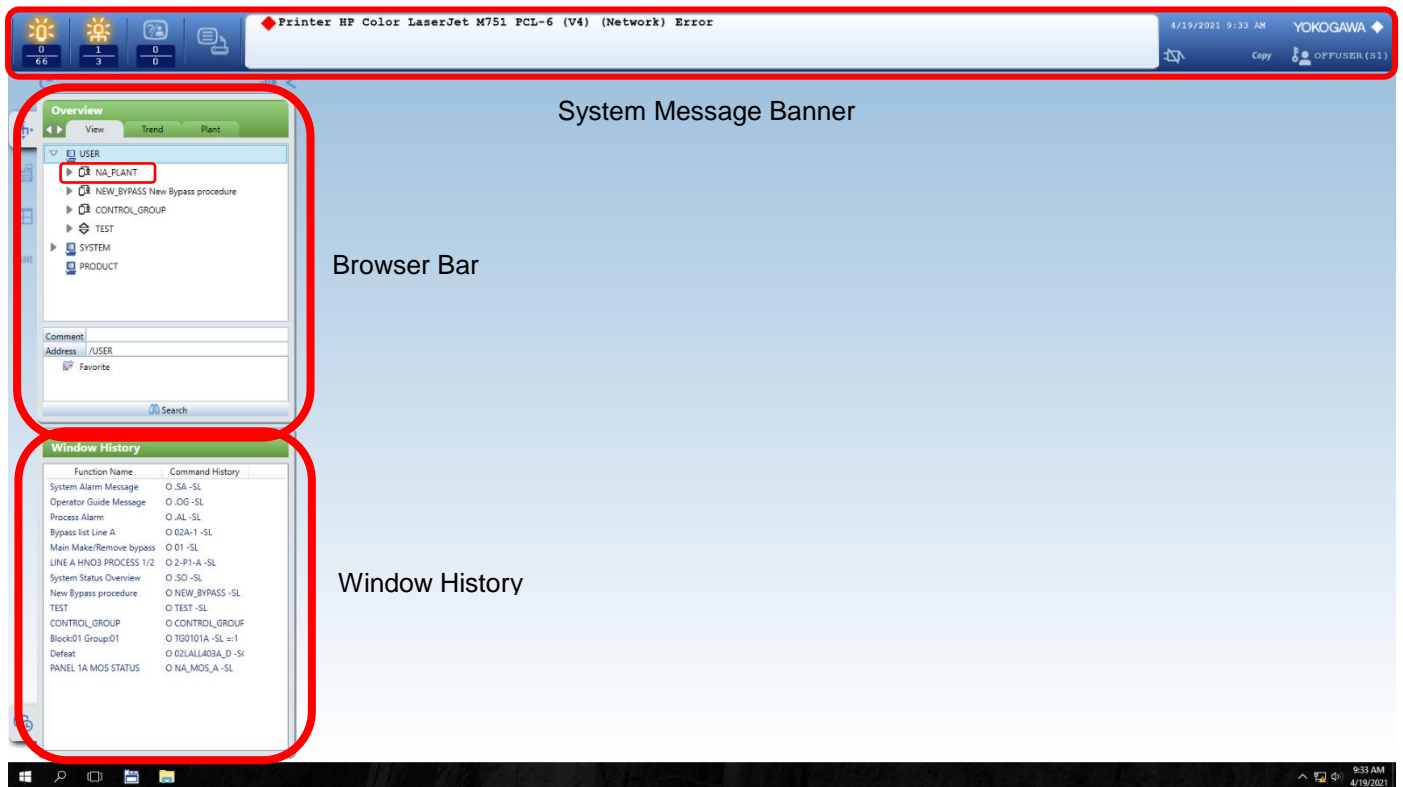 Printer HP Color LaserJet M751 PCL-6 (V4) (Network) Error
4/19/2021 9:33 AM YOKOGAWA
0 1 0
66 3 0
Copy OFFUSER(S1)
System Message Banner
Overview
View Trend Plant
USER
NA_PLANT
NEW_BYPASS New Bypass procedure
CONTROL_GROUP
TEST
SYSTEM
PRODUCT
Browser Bar
Comment
Address /USER
Favorite
Search
Window History
Function Name Command History
System Alarm Message O .SA -SL
Operator Guide Message O .OG -SL
Process Alarm O .AL -SL
Bypass list Line A O 02A-1 -SL
Main Make/Remove bypass O 01 -SL
LINE A HNO3 PROCESS 1/2 O 2-P1-A -SL
System Status Overview O .SO -SL
New Bypass procedure O NEW_BYPASS -SL
TEST O TEST -SL
CONTROL_GROUP O CONTROL_GROUP
Block:01 Group:01 O TG0101A -SL =:1
Defeat O 02LALL403A_D -S
PANEL 1A MOS STATUS O NA_MOS_A -SL
Window History
9:33 AM
4/19/2021